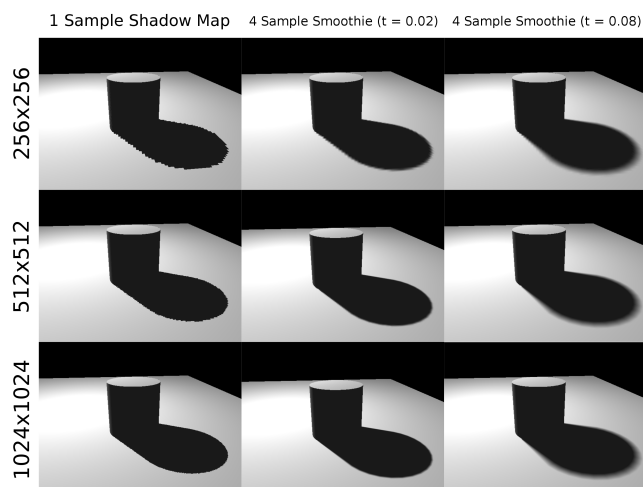 1 Sample Shadow Map
4 Sample Smoothie (t = 0.02)
4 Sample Smoothie (t = 0.08)
256x256
512x512
1024x1024